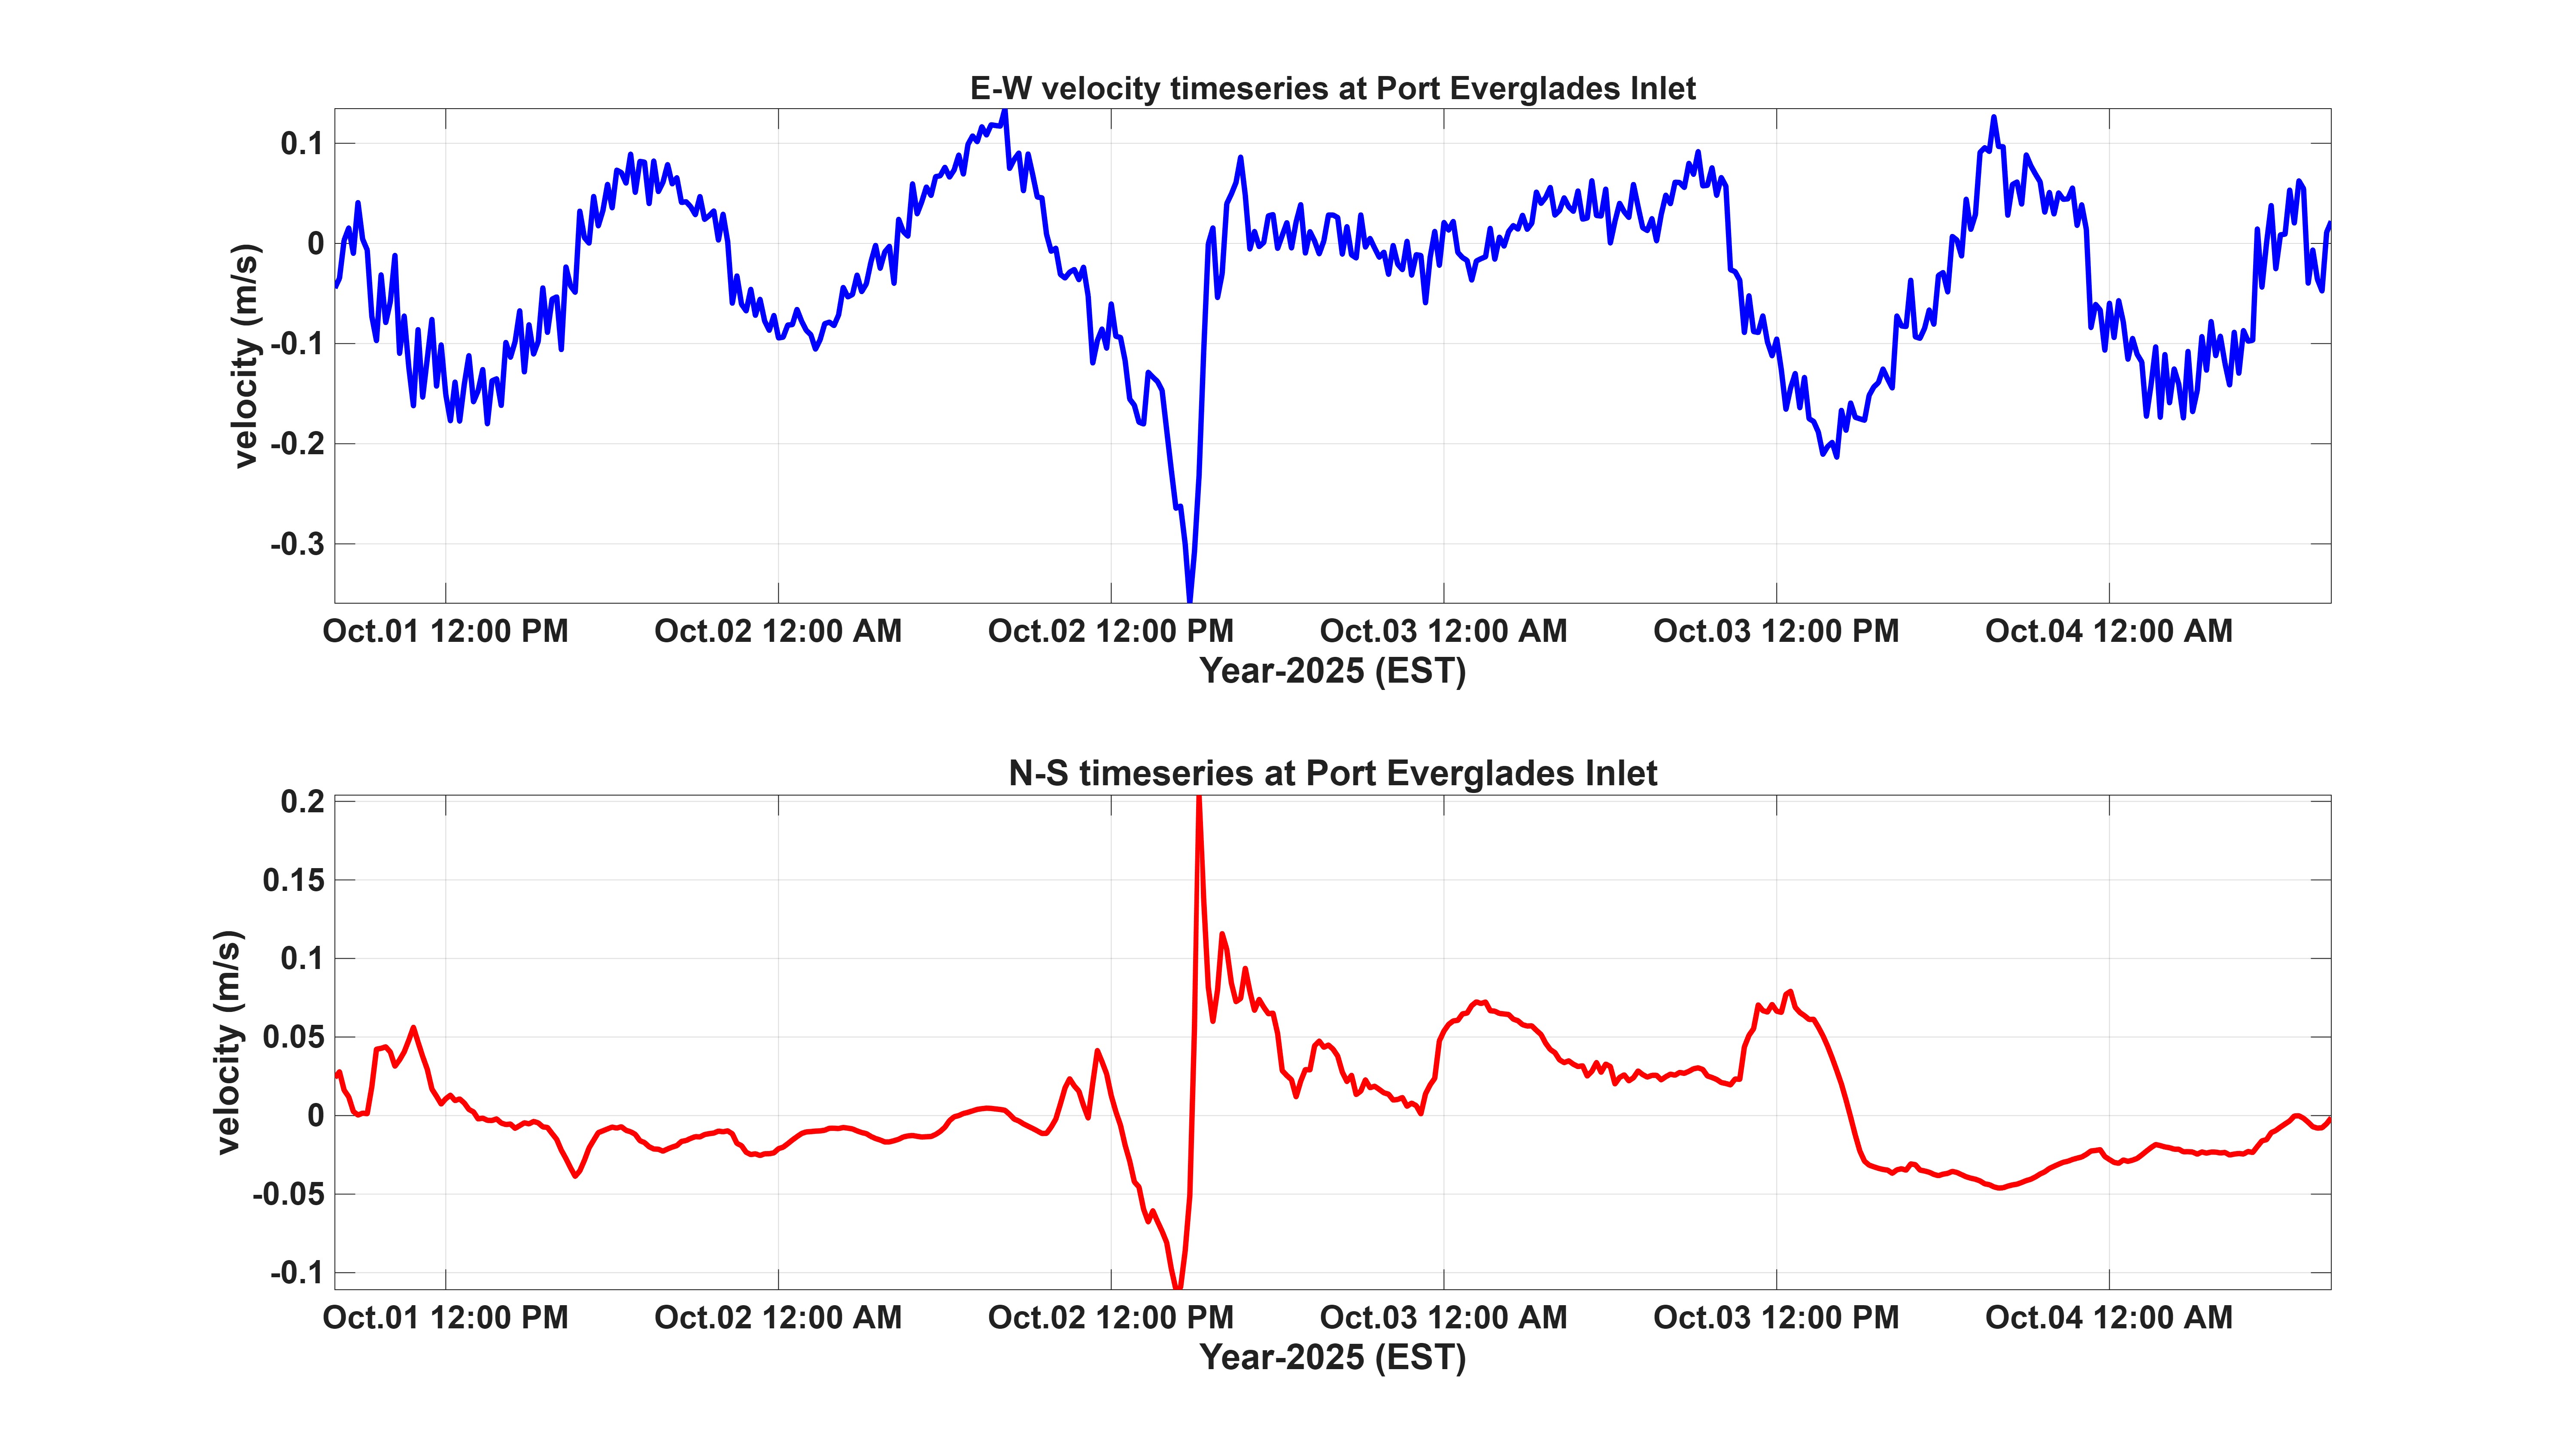 E-W velocity timeseries at Port Everglades Inlet
0.1
0
-0.1
-0.2
-0.3
velocity (m/s)
Oct.01 12:00 PM Oct.02 12:00 AM Oct.02 12:00 PM Oct.03 12:00 AM Oct.03 12:00 PM Oct.04 12:00 AM
Year-2025 (EST)
N-S timeseries at Port Everglades Inlet
0.2
0.15
0.1
0.05
0
-0.05
-0.1
velocity (m/s)
Oct.01 12:00 PM Oct.02 12:00 AM Oct.02 12:00 PM Oct.03 12:00 AM Oct.03 12:00 PM Oct.04 12:00 AM
Year-2025 (EST)